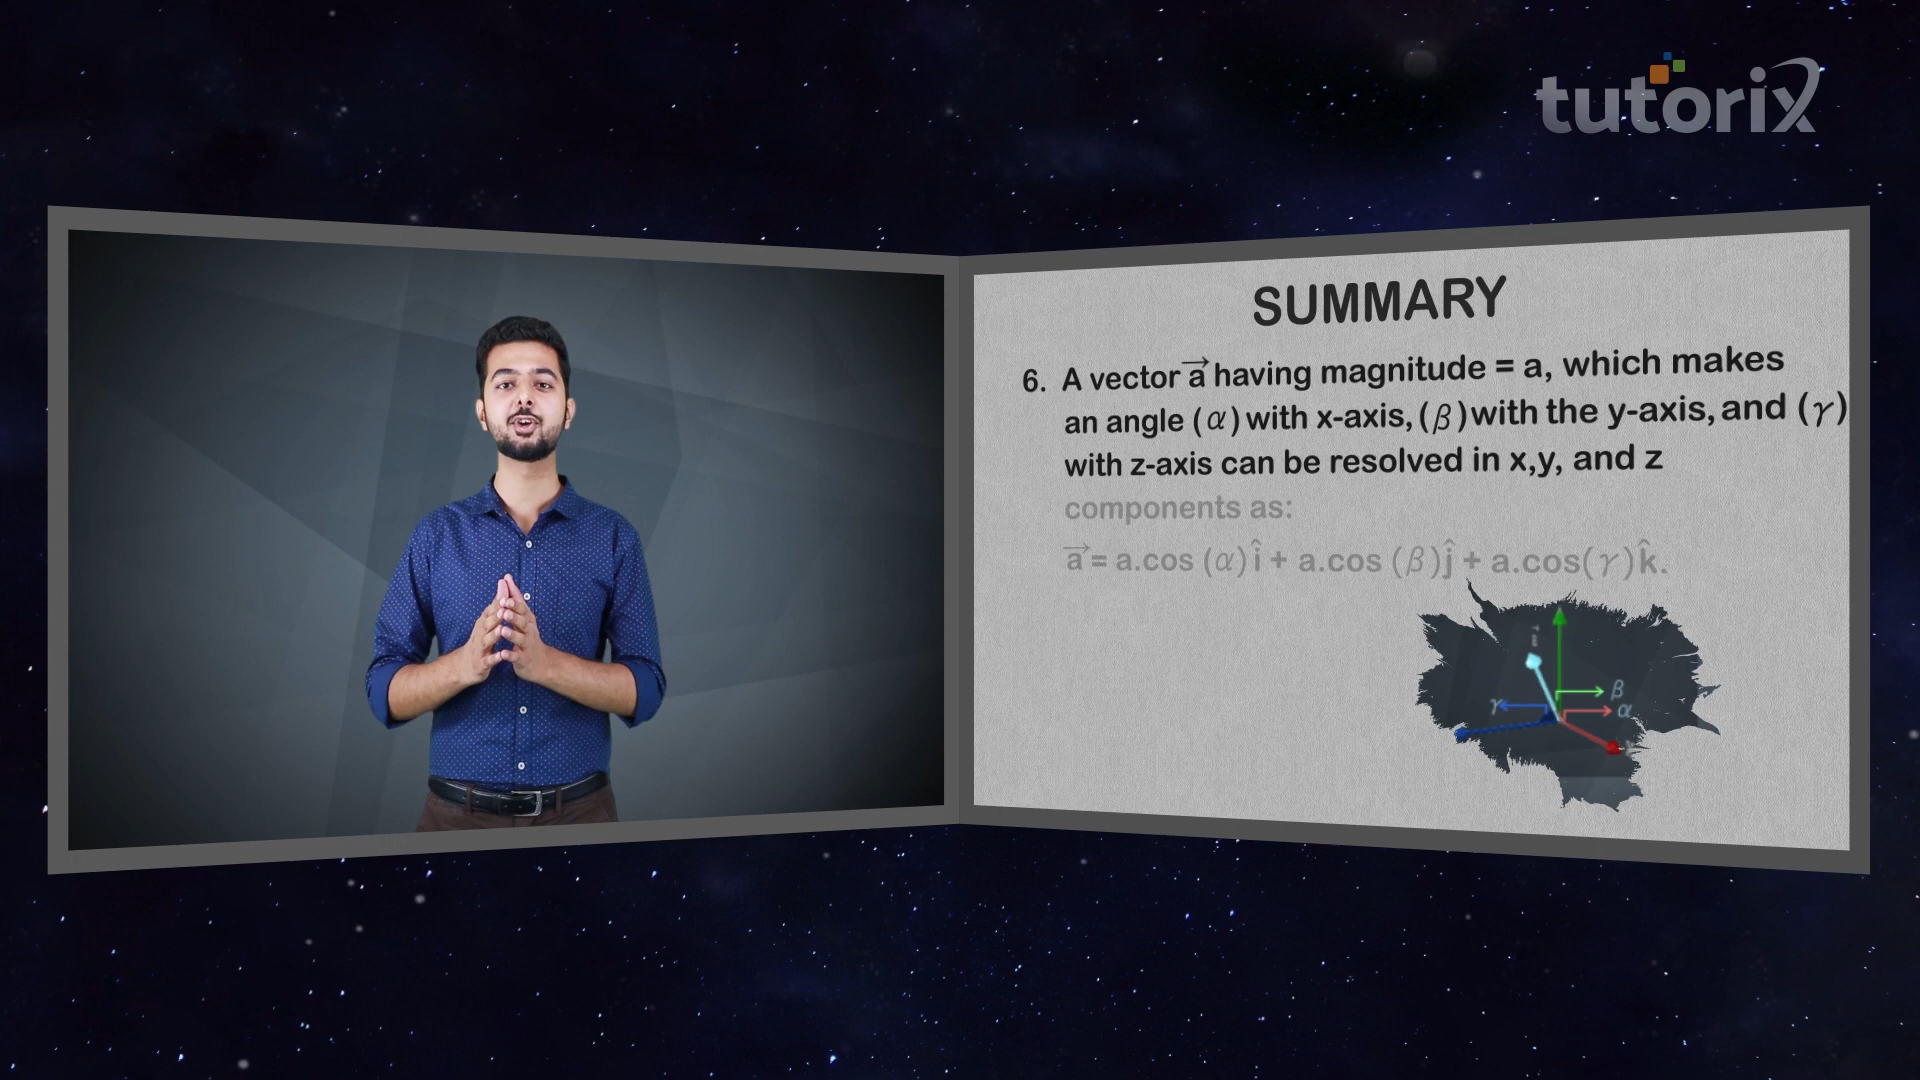 tutorix
SUMMARY
6. A vector a⃗ having magnitude = a, which makes
an angle (α) with x-axis, (β) with the y-axis, and (γ)
with z-axis can be resolved in x,y, and z
components as:
a⃗ = a.cos (α)î + a.cos (β)ĵ + a.cos(γ)k̂.
β
γ
α